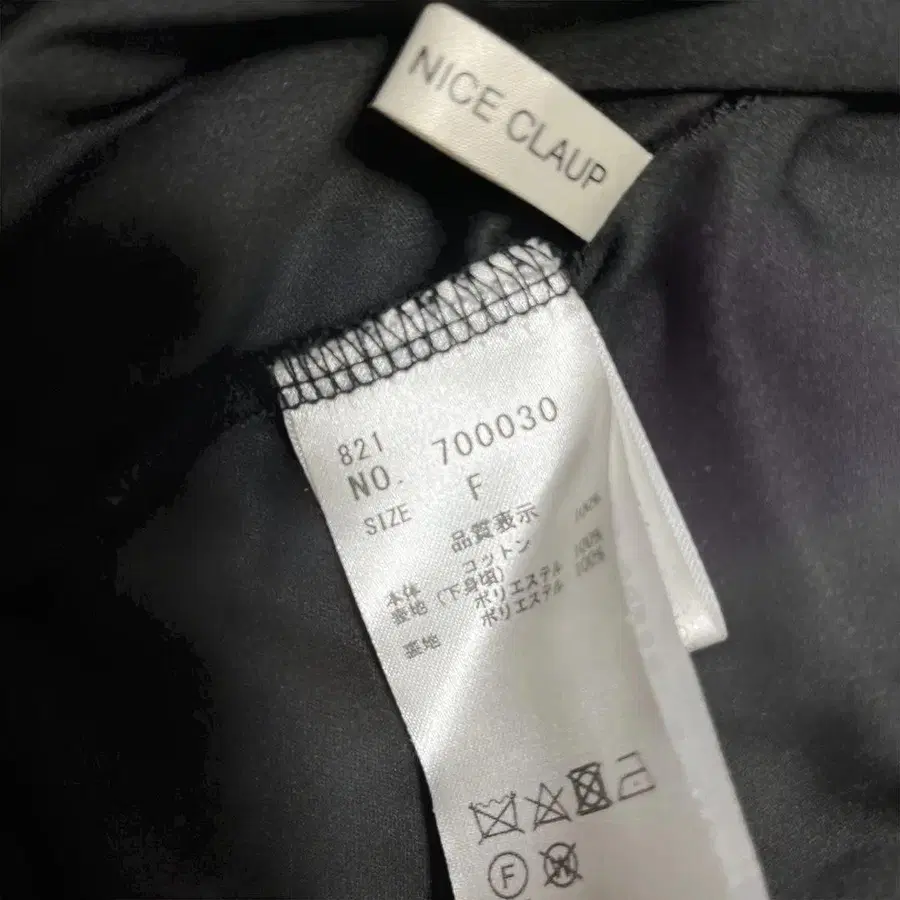 NICE CLAUP
821
NO. 700030
SIZE F
品質表示
本体 コットン 100%
表地(下身頃) ポリエステル 100%
裏地 ポリエステル 100%
F
W